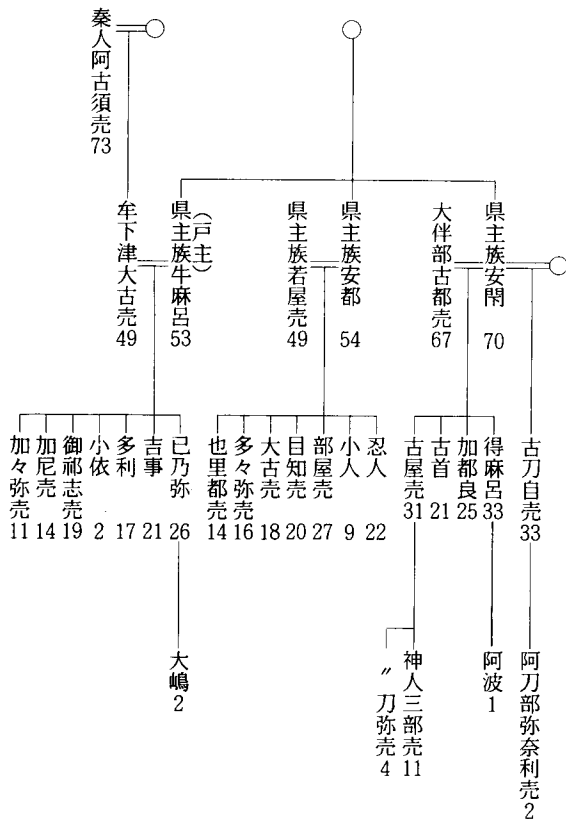 県主族安閇 70
大伴部古都売 67
県主族安都 54
県主族若屋売 49
(戸主)
県主族牛麻呂 53
牟下津大古売 49
秦人阿古須売 73
古刀自売 33
得麻呂 33
加都良 25
古首 21
古屋売 31
忍人 22
小人 9
部屋売 27
目知売 20
大古売 18
多々弥売 16
也里都売 14
已乃弥 26
吉事 21
多利 17
小依 2
御祁志売 19
加尼売 14
加々弥売 11
阿刀部弥奈利売 2
阿波 1
神人三部売 11
〃 刀弥売 4
大嶋 2